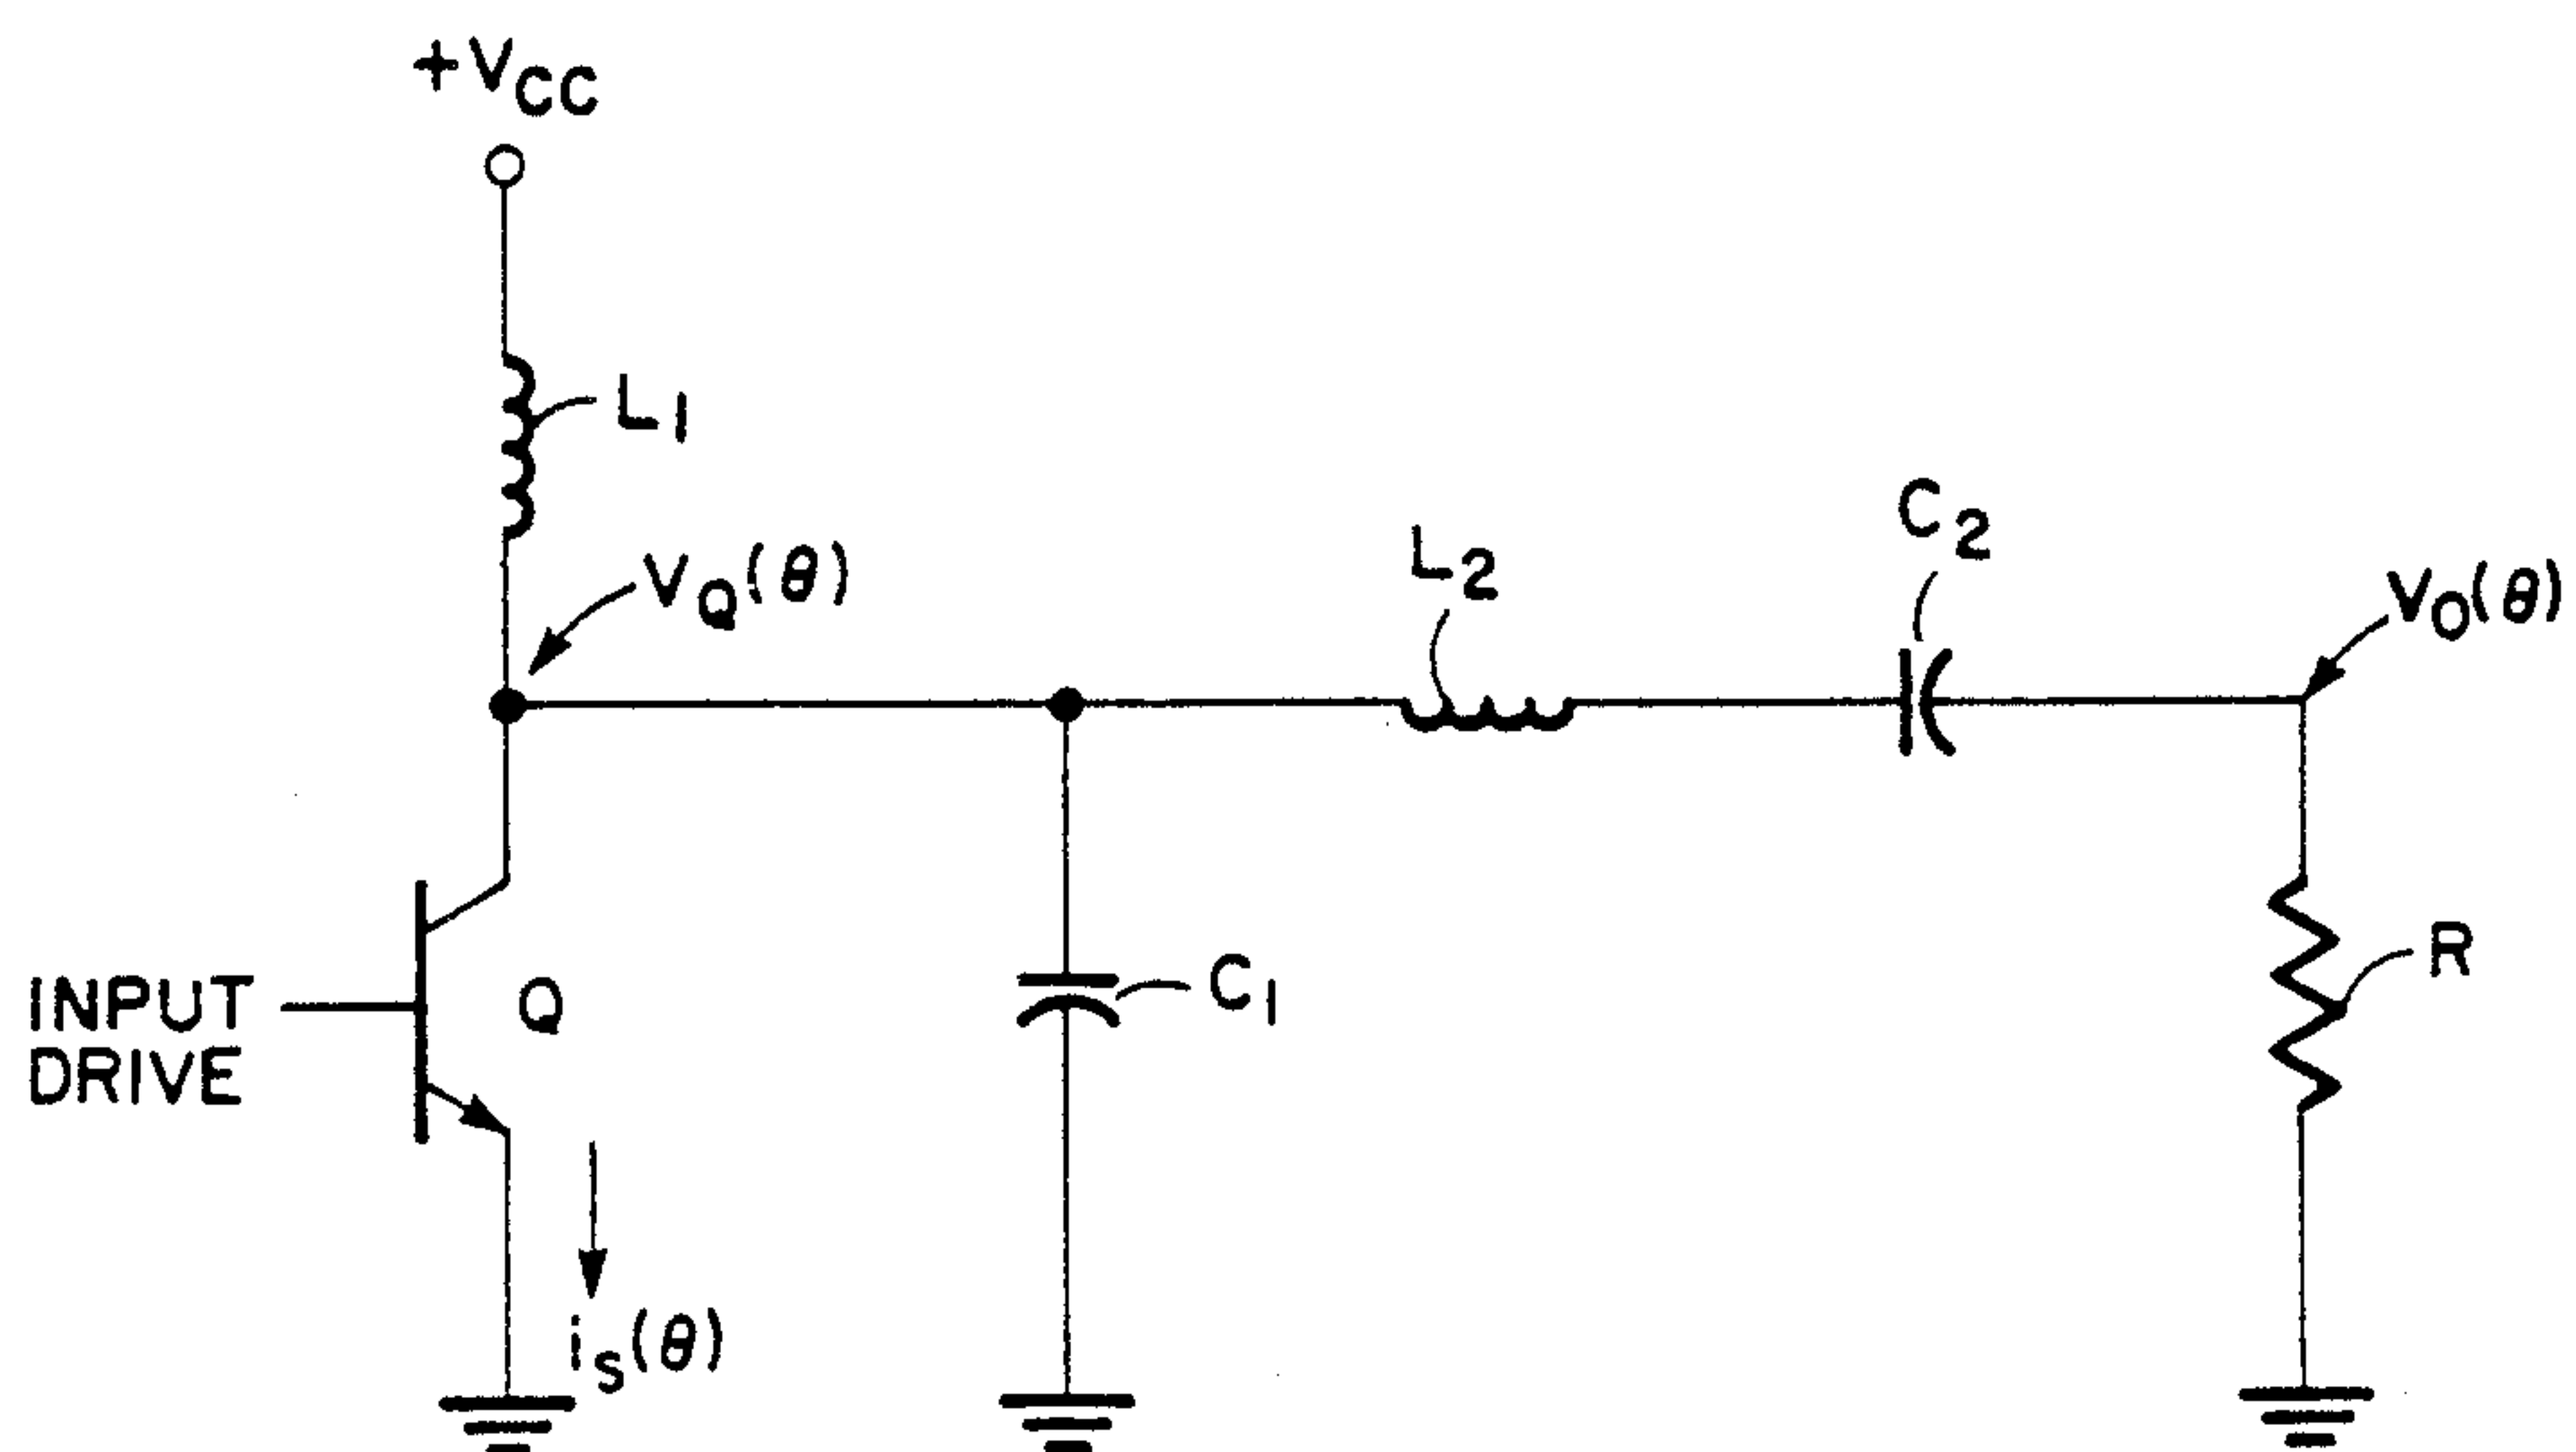 +VCC
L1
VQ(θ)
L2
C2
VO(θ)
Q
INPUT
DRIVE
C1
R
iS(θ)